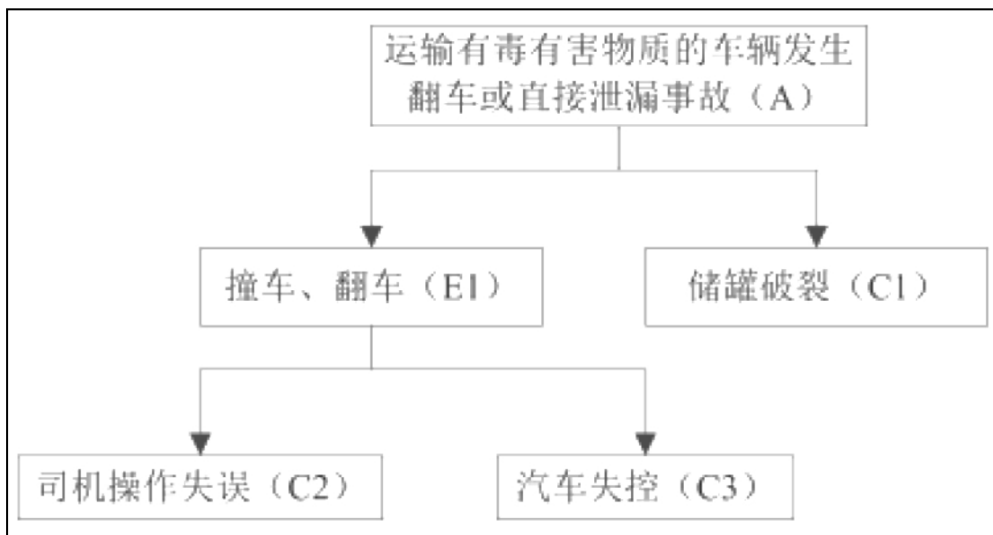 运输有毒有害物质的车辆发生
翻车或直接泄漏事故（A）
撞车、翻车（E1）
储罐破裂（C1）
司机操作失误（C2）
汽车失控（C3）